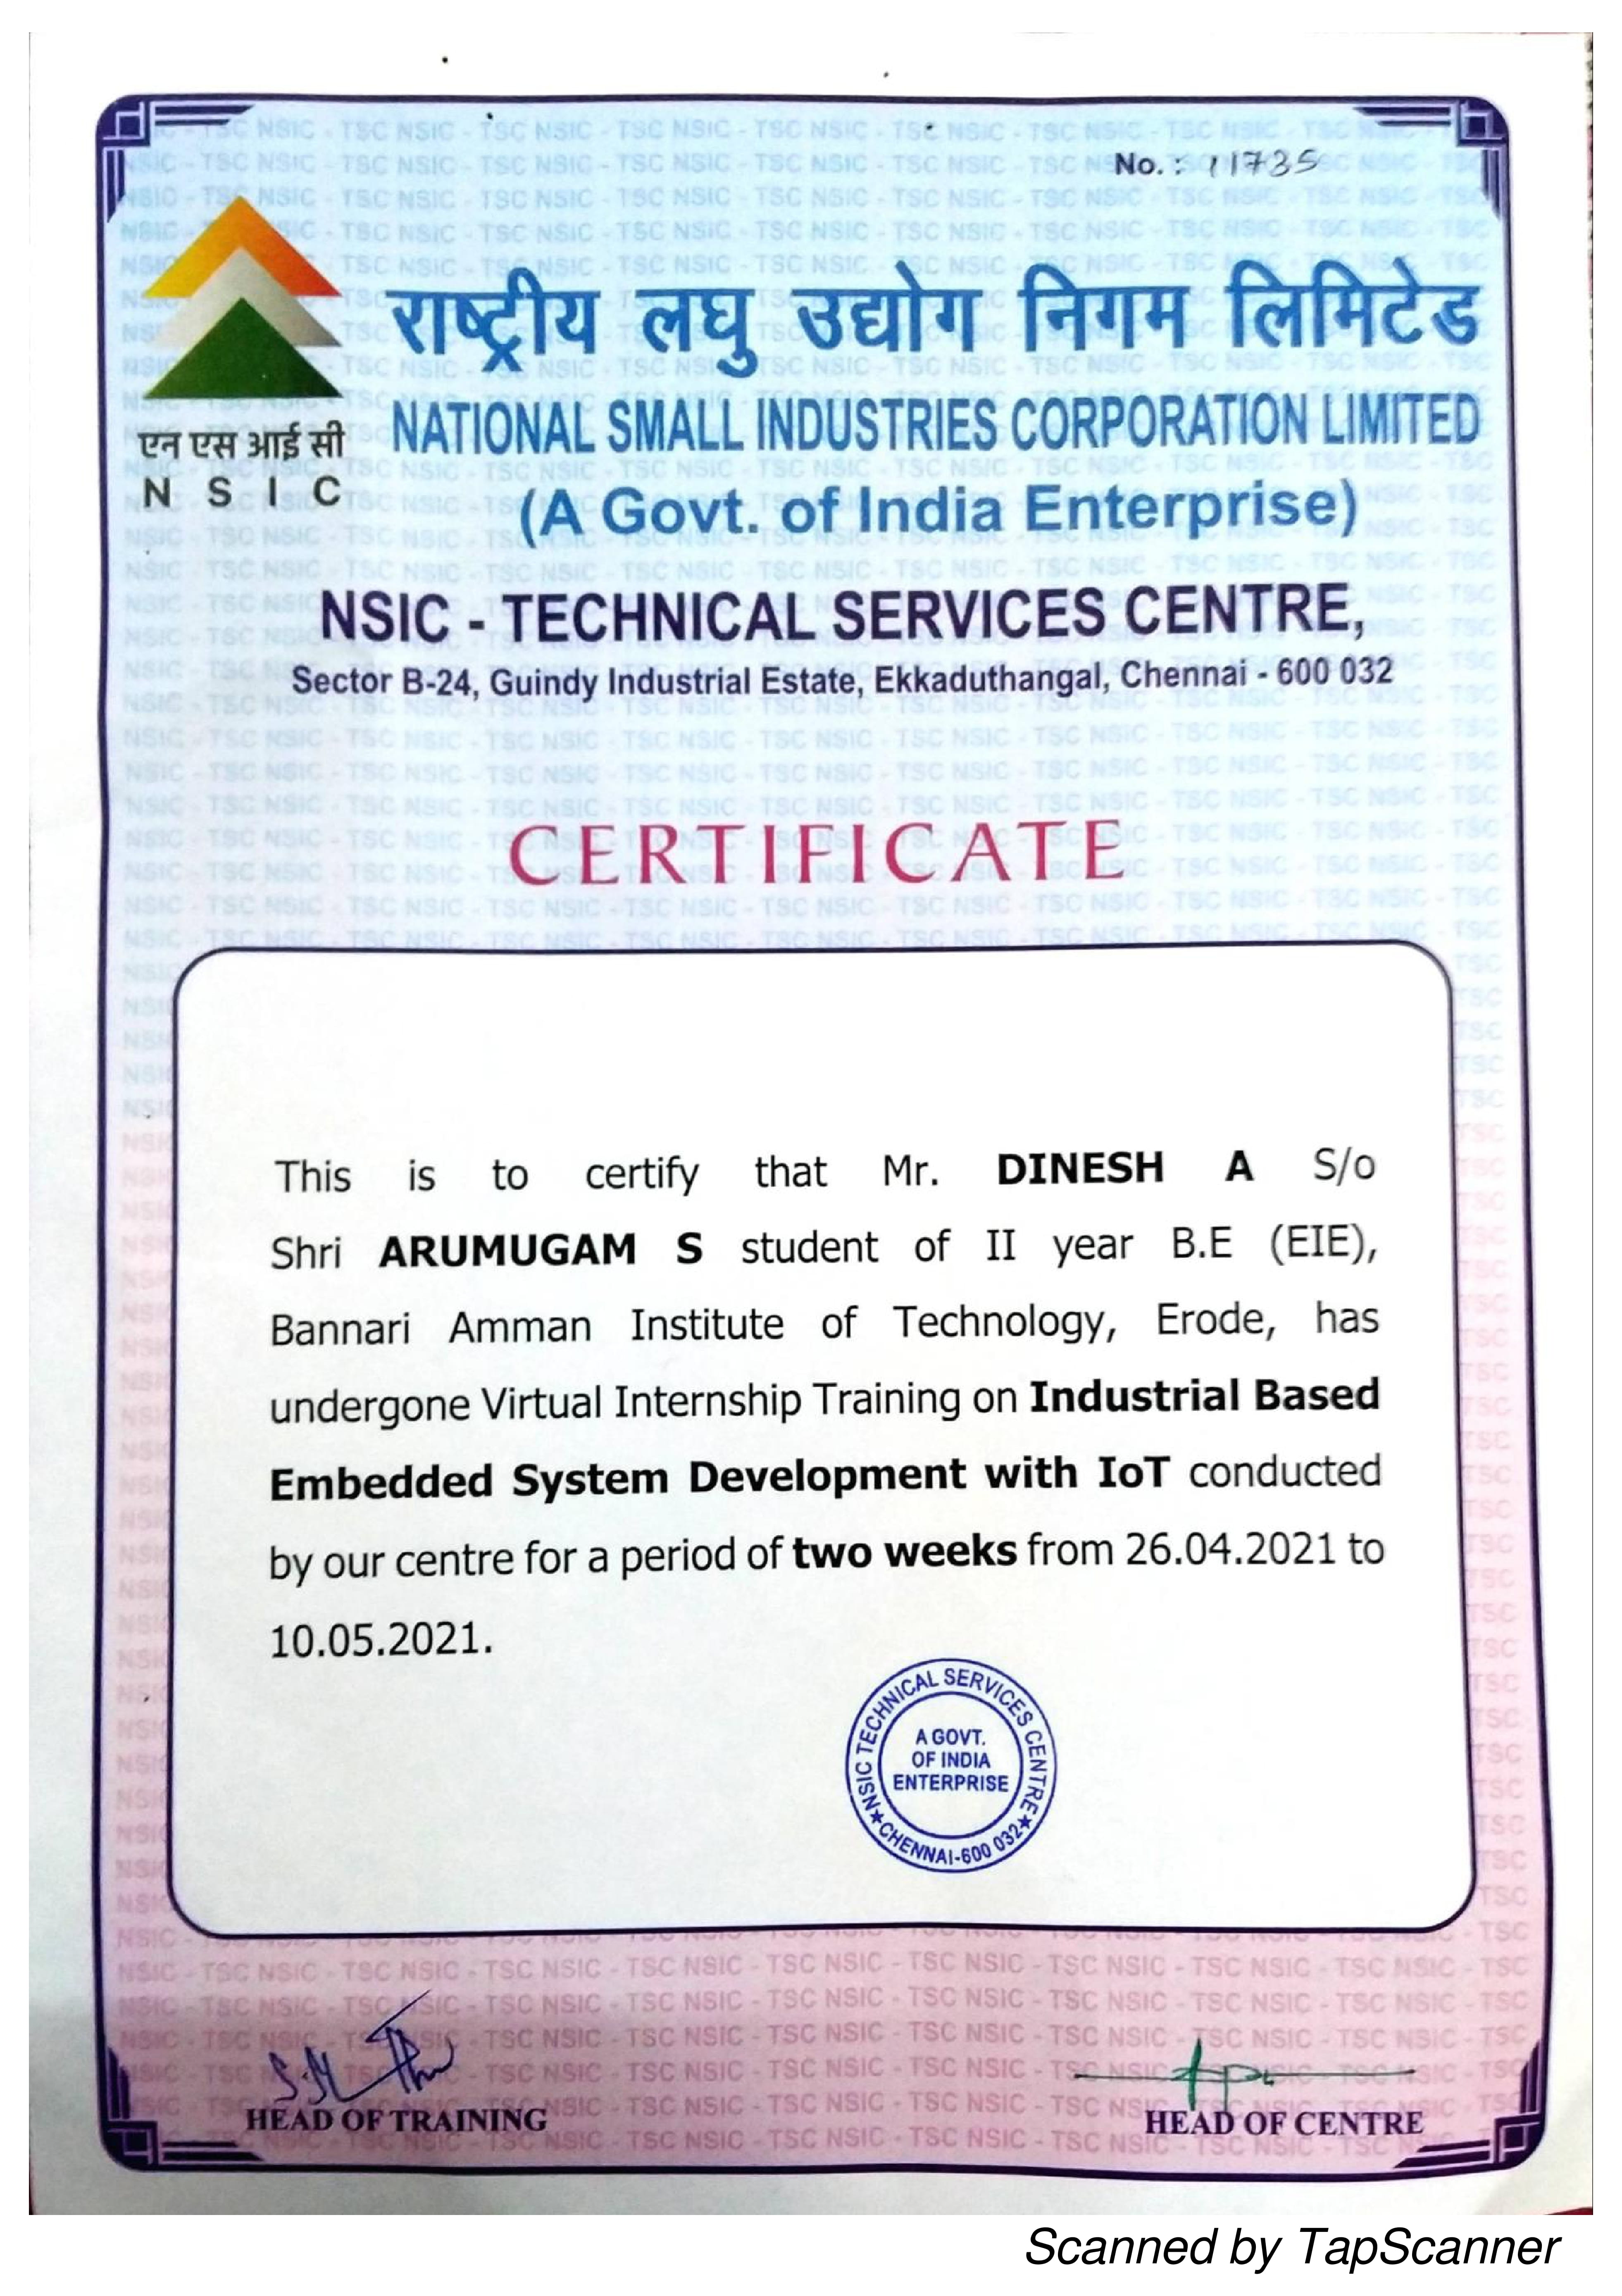 No. : 11735
राष्ट्रीय लघु उद्योग निगम लिमिटेड
एन एस आई सी
N S I C
NATIONAL SMALL INDUSTRIES CORPORATION LIMITED
(A Govt. of India Enterprise)
NSIC - TECHNICAL SERVICES CENTRE,
Sector B-24, Guindy Industrial Estate, Ekkaduthangal, Chennai - 600 032
CERTIFICATE
This is to certify that Mr. DINESH A S/o
Shri ARUMUGAM S student of II year B.E (EIE),
Bannari Amman Institute of Technology, Erode, has
undergone Virtual Internship Training on Industrial Based
Embedded System Development with IoT conducted
by our centre for a period of two weeks from 26.04.2021 to
10.05.2021.
NSIC TECHNICAL SERVICES CENTRE
A GOVT.
OF INDIA
ENTERPRISE
★CHENNAI-600 032★
HEAD OF TRAINING
HEAD OF CENTRE
Scanned by TapScanner